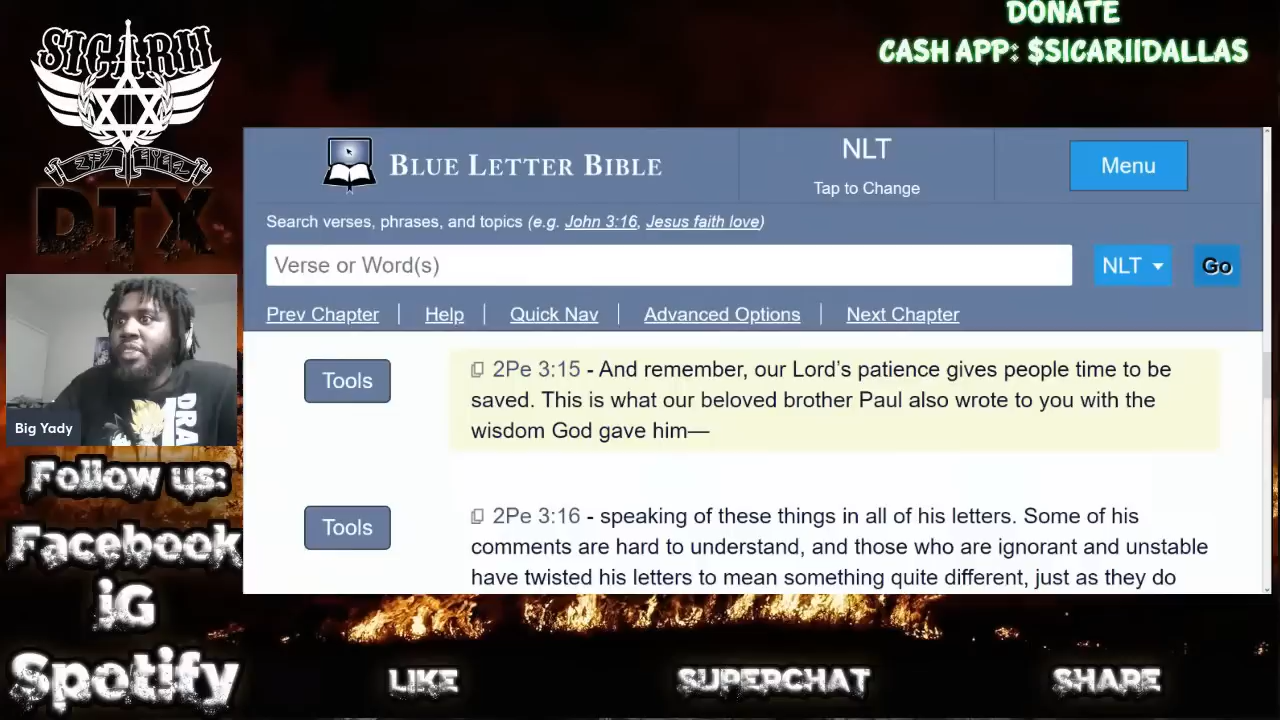 SICARII
DTX
DONATE
CASH APP: $SICARIIDALLAS
BLUE LETTER BIBLE
NLT
Tap to Change
Menu
Search verses, phrases, and topics (e.g. John 3:16, Jesus faith love)
Verse or Word(s)
NLT
Go
Prev Chapter
Help
Quick Nav
Advanced Options
Next Chapter
Tools
2Pe 3:15 - And remember, our Lord’s patience gives people time to be
saved. This is what our beloved brother Paul also wrote to you with the
wisdom God gave him—
Tools
2Pe 3:16 - speaking of these things in all of his letters. Some of his
comments are hard to understand, and those who are ignorant and unstable
have twisted his letters to mean something quite different, just as they do
DRA
Big Yady
Follow us:
Facebook
iG
Spotify
LIKE
SUPERCHAT
SHARE